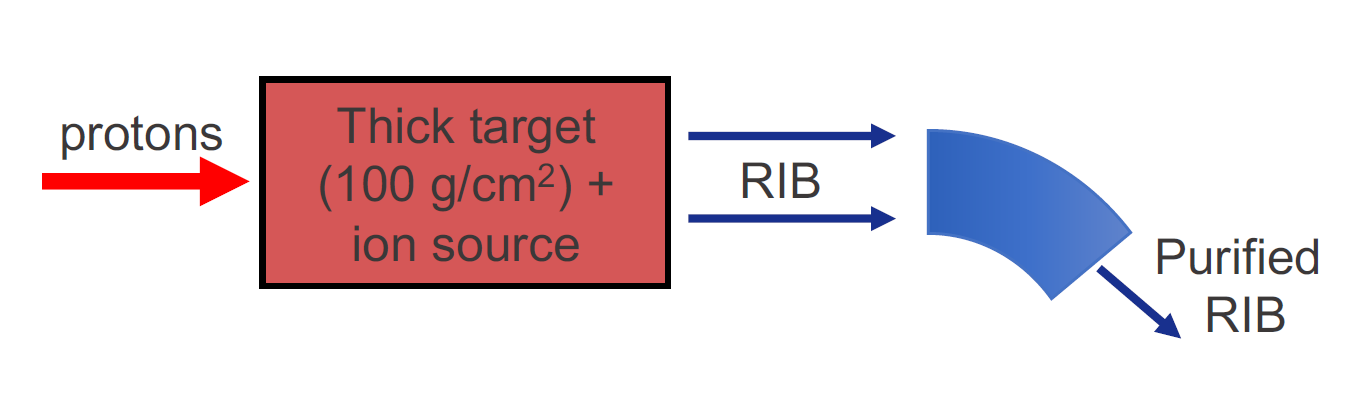 protons
Thick target
(100 g/cm²) +
ion source
RIB
Purified
RIB